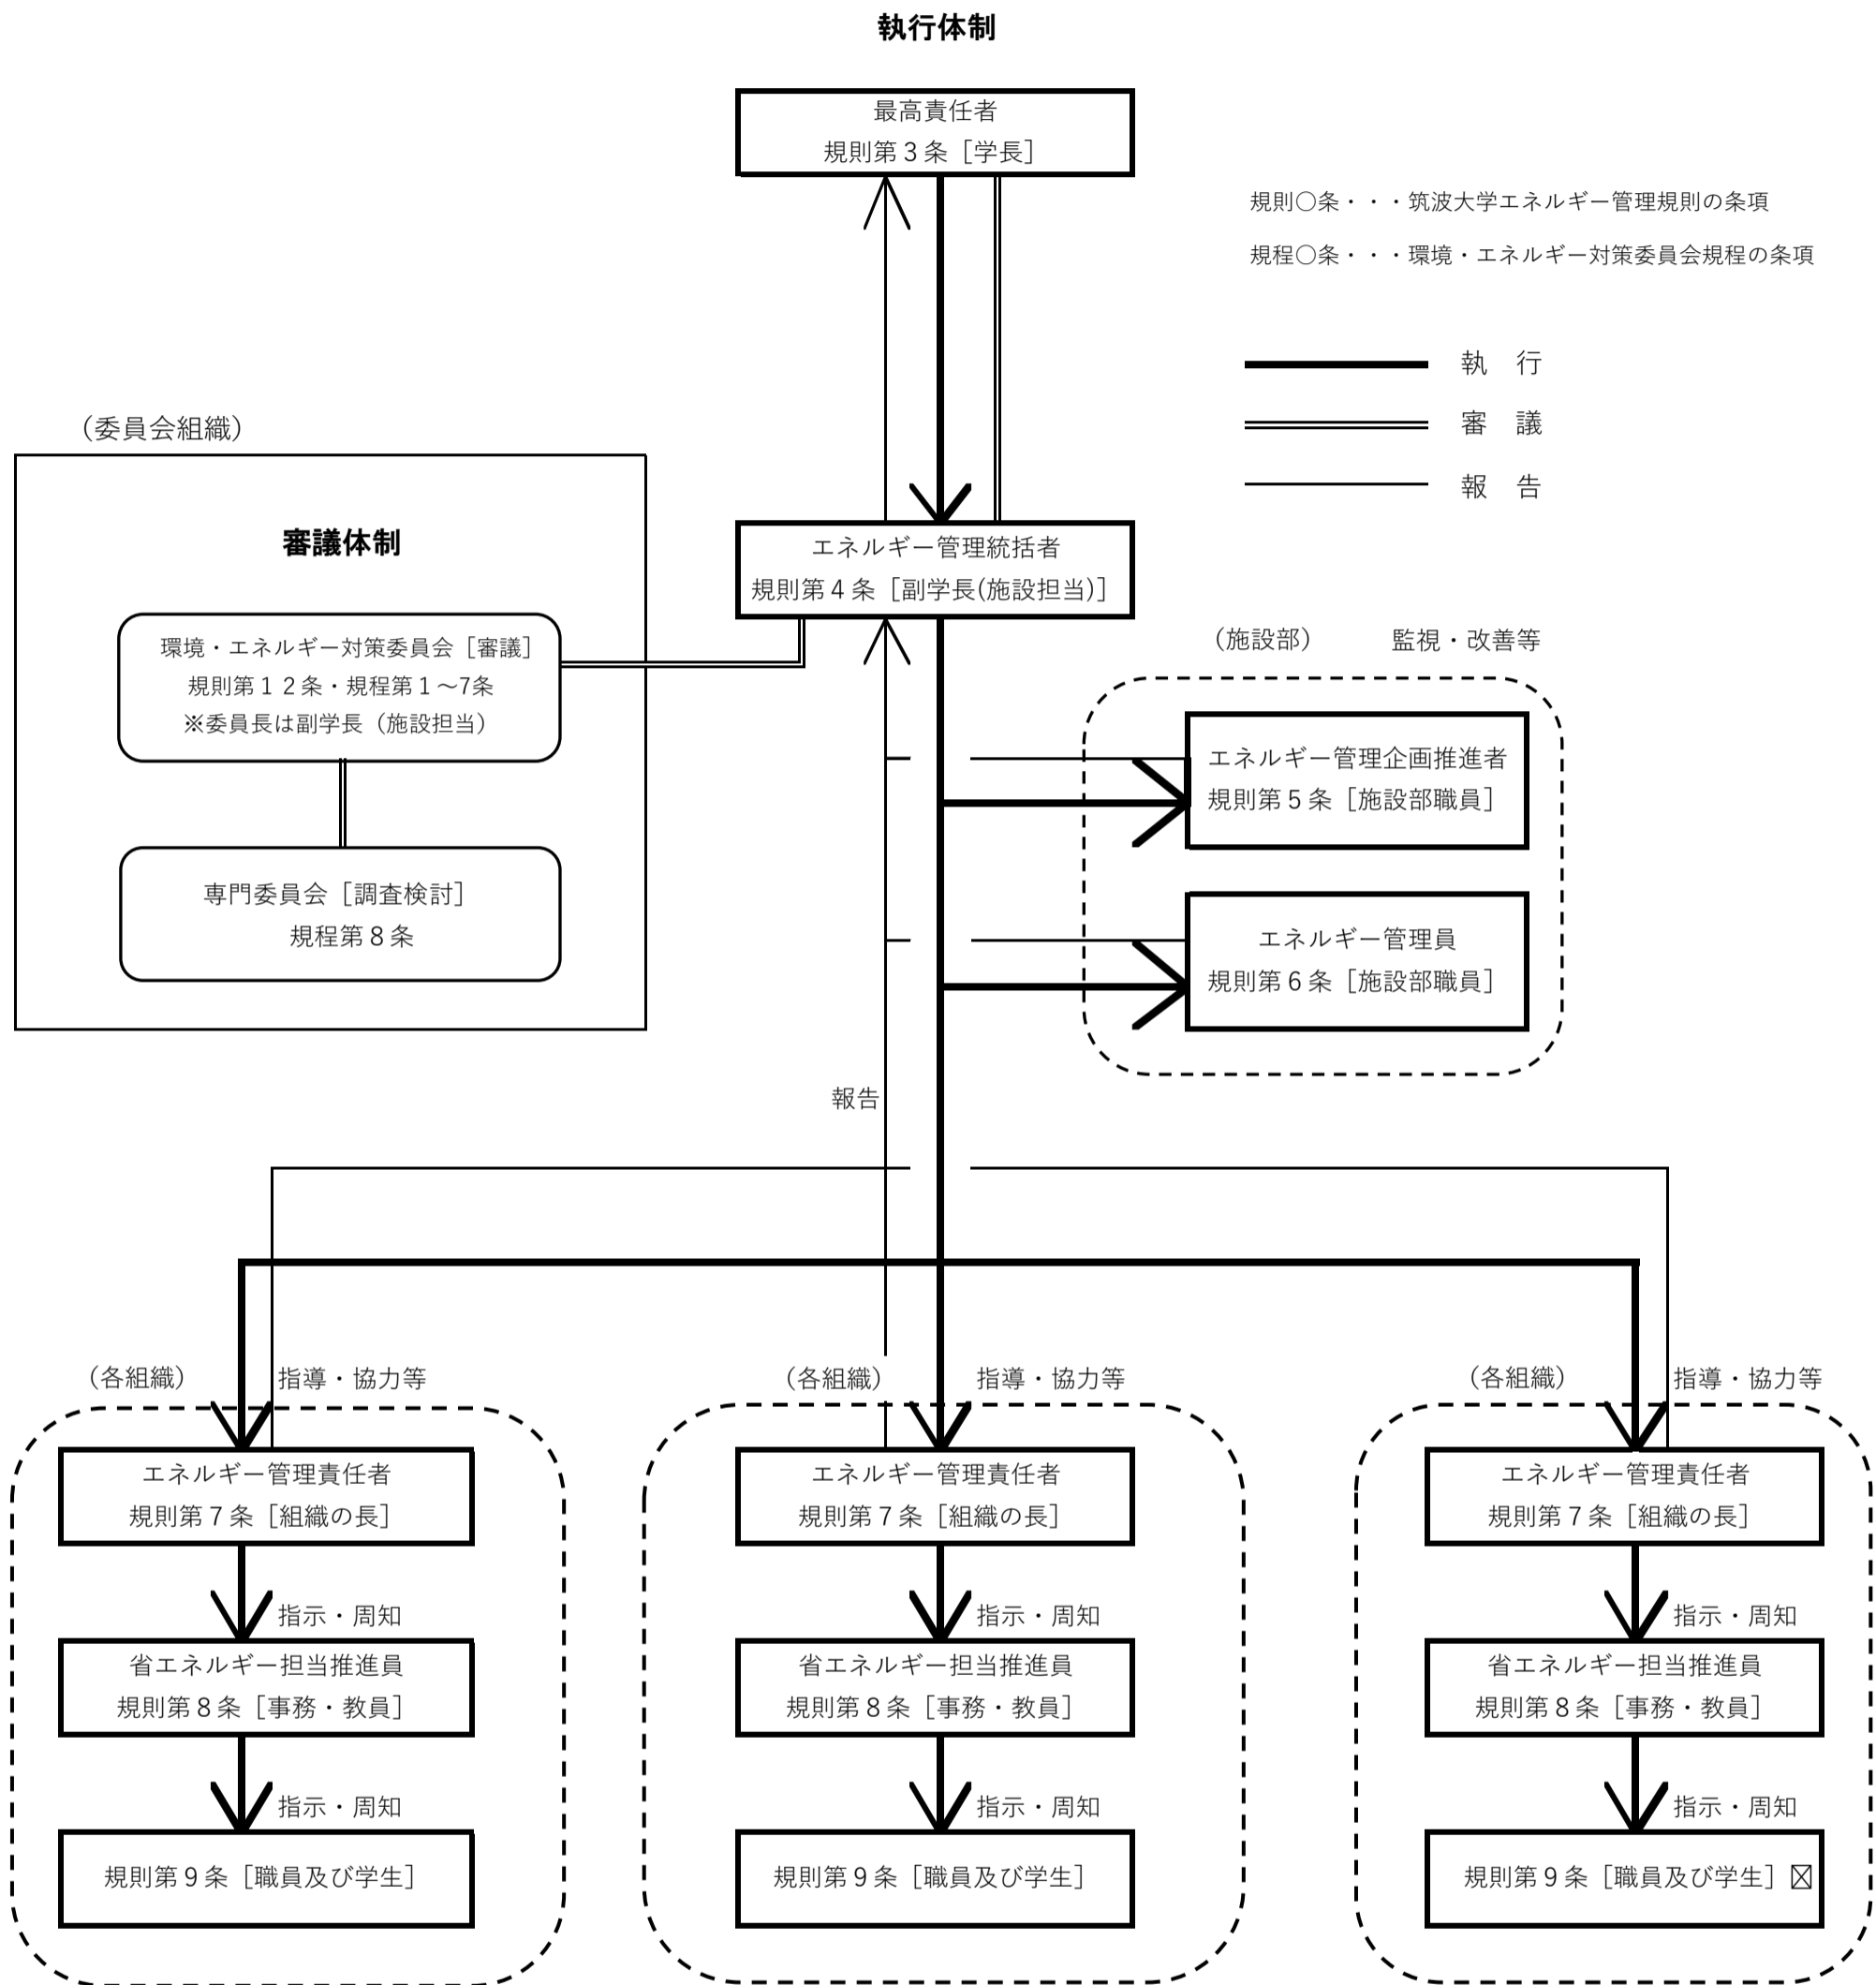 執行体制
最高責任者
規則第３条［学長］
規則〇条・・・筑波大学エネルギー管理規則の条項
規程〇条・・・環境・エネルギー対策委員会規程の条項
執　行
審　議
報　告
（委員会組織）
審議体制
環境・エネルギー対策委員会［審議］
規則第１２条・規程第１～7条
※委員長は副学長（施設担当）
専門委員会［調査検討］
規程第８条
エネルギー管理統括者
規則第４条［副学長(施設担当)］
（施設部）
監視・改善等
エネルギー管理企画推進者
規則第５条［施設部職員］
エネルギー管理員
規則第６条［施設部職員］
報告
（各組織）
指導・協力等
エネルギー管理責任者
規則第７条［組織の長］
指示・周知
省エネルギー担当推進員
規則第８条［事務・教員］
指示・周知
規則第９条［職員及び学生］
（各組織）
指導・協力等
エネルギー管理責任者
規則第７条［組織の長］
指示・周知
省エネルギー担当推進員
規則第８条［事務・教員］
指示・周知
規則第９条［職員及び学生］
（各組織）
指導・協力等
エネルギー管理責任者
規則第７条［組織の長］
指示・周知
省エネルギー担当推進員
規則第８条［事務・教員］
指示・周知
規則第９条［職員及び学生］